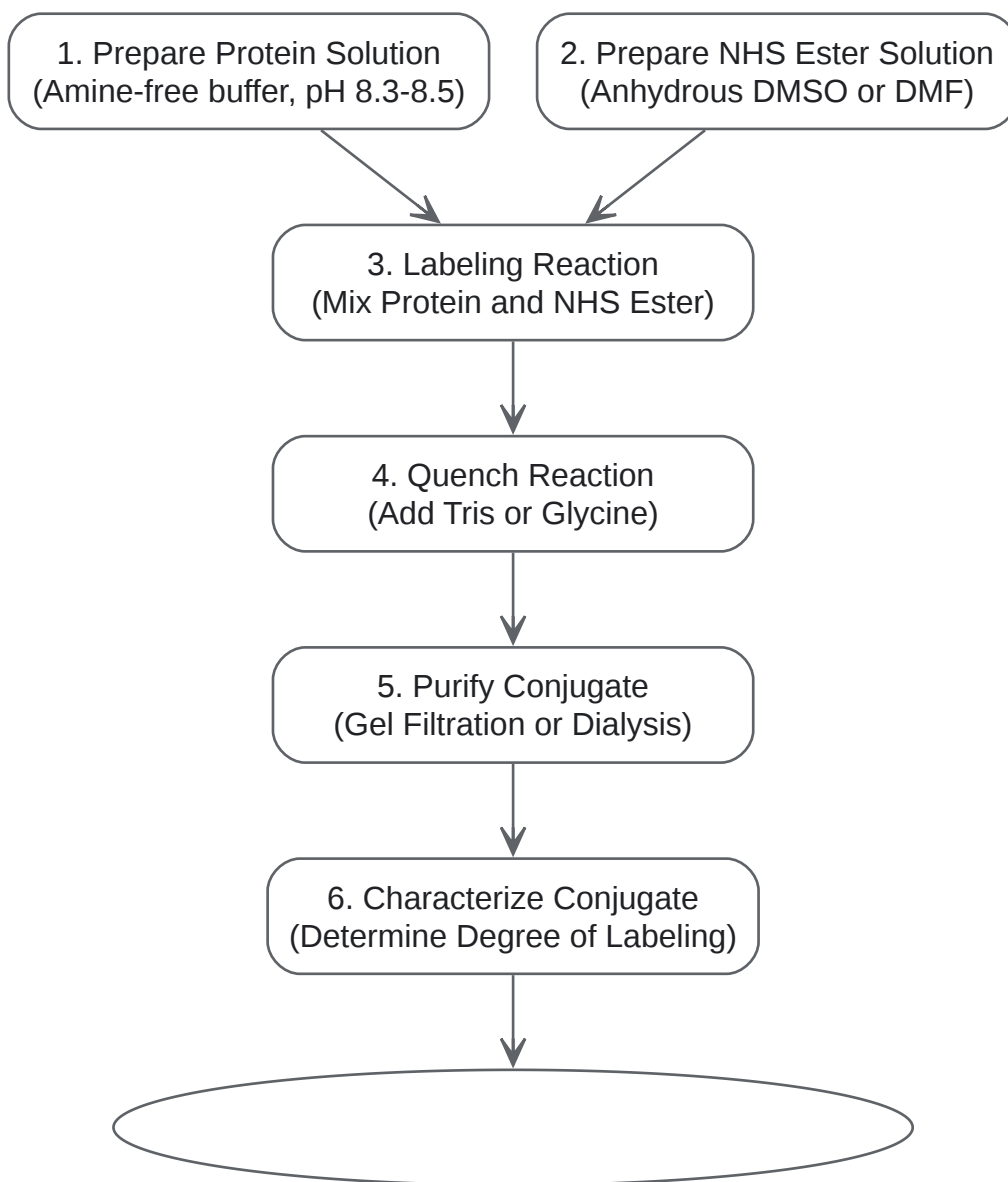 1. Prepare Protein Solution
(Amine-free buffer, pH 8.3-8.5)
2. Prepare NHS Ester Solution
(Anhydrous DMSO or DMF)
3. Labeling Reaction
(Mix Protein and NHS Ester)
4. Quench Reaction
(Add Tris or Glycine)
5. Purify Conjugate
(Gel Filtration or Dialysis)
6. Characterize Conjugate
(Determine Degree of Labeling)